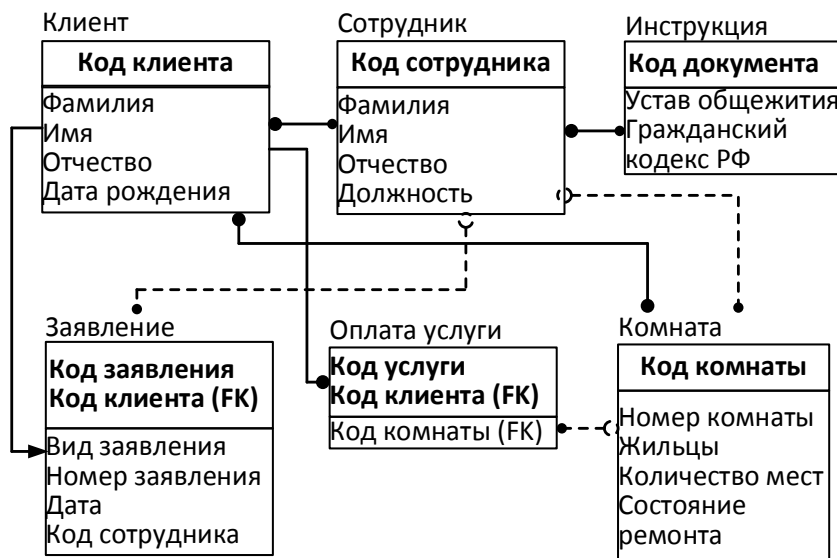 Клиент
Код клиента
Фамилия
Имя
Отчество
Дата рождения
Сотрудник
Код сотрудника
Фамилия
Имя
Отчество
Должность
Инструкция
Код документа
Устав общежития
Гражданский
кодекс РФ
Заявление
Код заявления
Код клиента (FK)
Вид заявления
Номер заявления
Дата
Код сотрудника
Оплата услуги
Код услуги
Код клиента (FK)
Код комнаты (FK)
Комната
Код комнаты
Номер комнаты
Жильцы
Количество мест
Состояние
ремонта